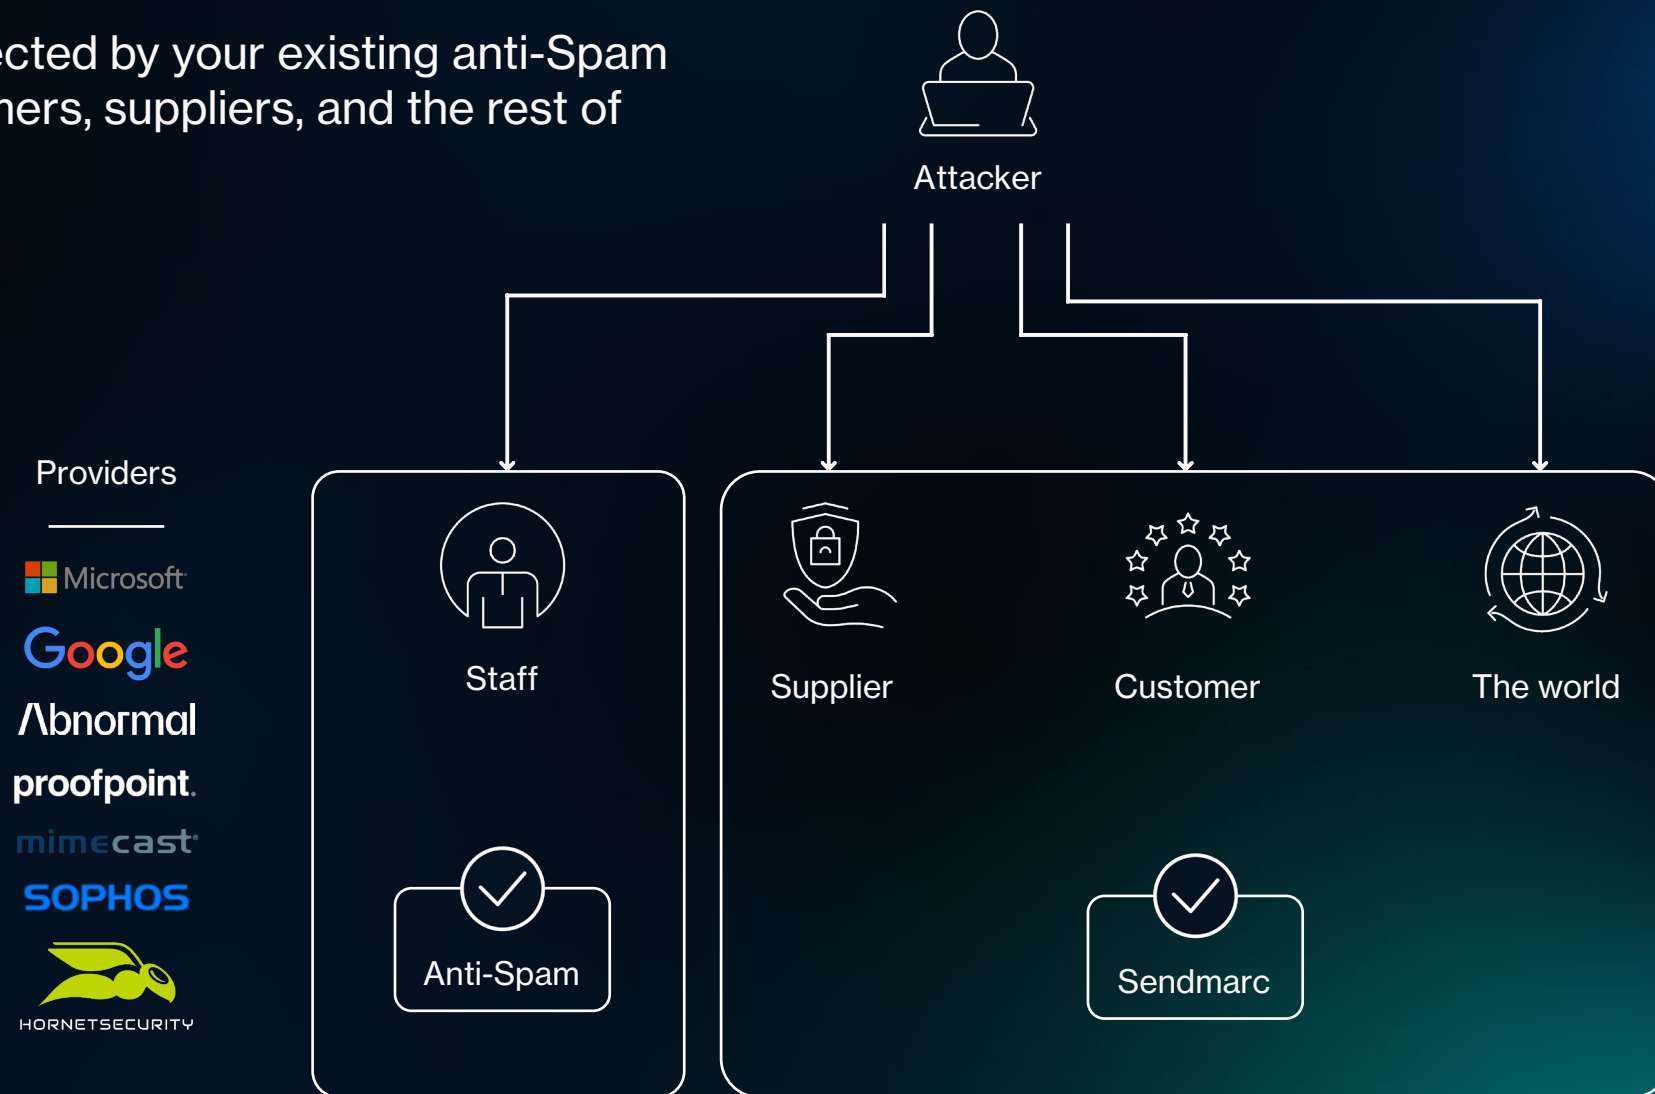 ected by your existing anti-Spam
ners, suppliers, and the rest of
Attacker
Providers
Microsoft
Google
Abnormal
proofpoint.
mimecast
SOPHOS
HORNETSECURITY
Staff
Anti-Spam
Supplier
Customer
The world
Sendmarc